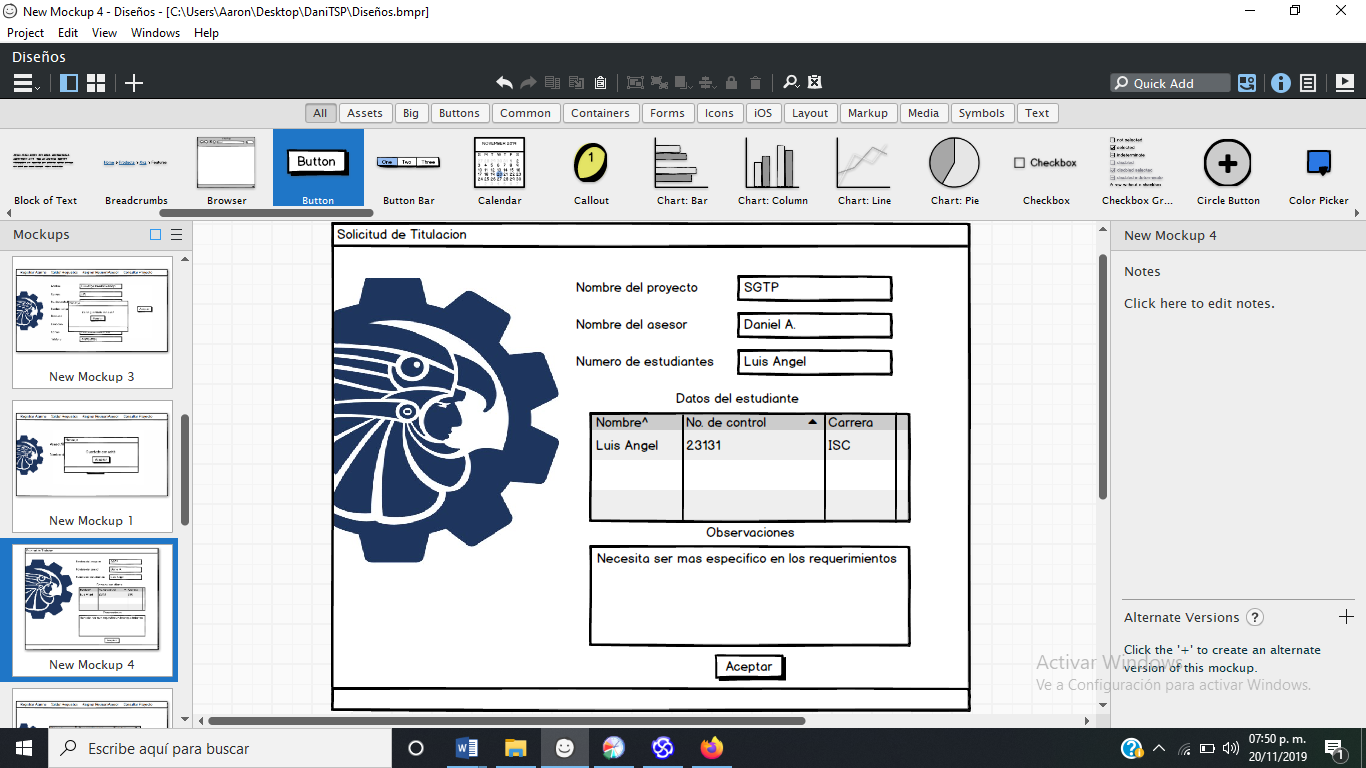 New Mockup 4 - Diseños - [C:\Users\Aaron\Desktop\DaniTSP\Diseños.bmpr]
Project Edit View Windows Help
Diseños
Quick Add
All Assets Big Buttons Common Containers Forms Icons iOS Layout Markup Media Symbols Text
Button
One Two Three
NOVEMBER 2019
1
Checkbox
Block of Text Breadcrumbs Browser Button Button Bar Calendar Callout Chart: Bar Chart: Column Chart: Line Chart: Pie Checkbox Checkbox Gr... Circle Button Color Picker
Mockups
New Mockup 3
New Mockup 1
New Mockup 4
Solicitud de Titulacion
Nombre del proyecto SGTP
Nombre del asesor Daniel A.
Numero de estudiantes Luis Angel
Datos del estudiante
Nombre^ No. de control Carrera
Luis Angel 23131 ISC
Observaciones
Necesita ser mas especifico en los requerimientos
Aceptar
New Mockup 4
Notes
Click here to edit notes.
Alternate Versions ?
Click the '+' to create an alternate
version of this mockup.
Activar Windows
Ve a Configuración para activar Windows.
Escribe aquí para buscar
07:50 p. m.
20/11/2019
1